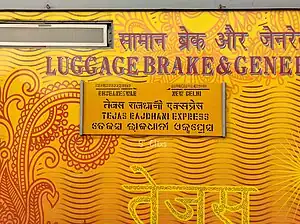 सामान ब्रेक और जेनरे
LUGGAGE BRAKE & GENER
BHUBANESWAR NEW DELHI
तेजस राजधानी एक्सप्रेस
TEJAS RAJDHANI EXPRESS
ତେଜସ ରାଜଧାନୀ ଏକ୍ସପ୍ରେସ
तेजस